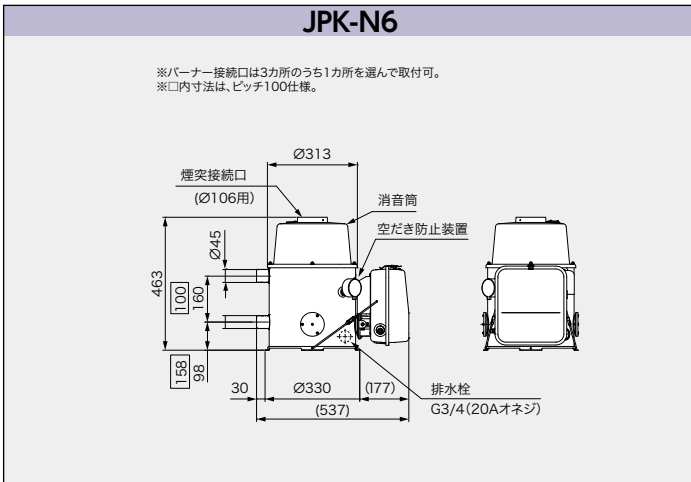 JPK-N6
※バーナー接続口は3カ所のうち1カ所を選んで取付可。
※□内寸法は、ピッチ100仕様。
Ø313
煙突接続口
(Ø106用)
消音筒
空だき防止装置
Ø45
463
100
160
158
98
30
Ø330
(177)
(537)
排水栓
G3/4(20Aオネジ)